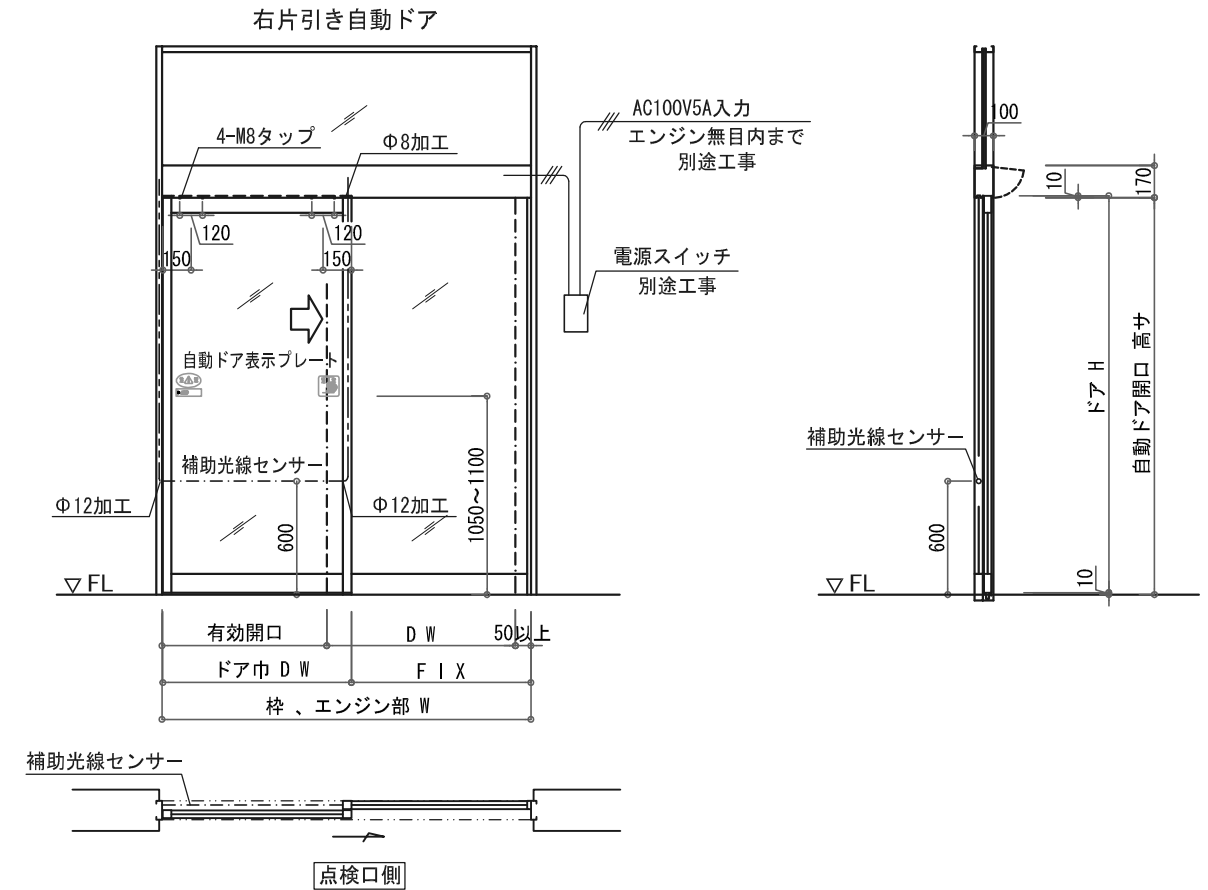 右片引き自動ドア
AC100V5A入力
エンジン無目内まで
別途工事
4-M8タップ
Φ8加工
100
10
170
120
120
150
150
電源スイッチ
別途工事
自動ドア表示プレート
ドア H
自動ドア開口 高サ
補助光線センサー
補助光線センサー
Φ12加工
Φ12加工
600
1050～1100
600
10
▽ FL
▽ FL
有効開口
D W
50以上
ドア巾 D W
F I X
枠 、エンジン部 W
補助光線センサー
点検口側